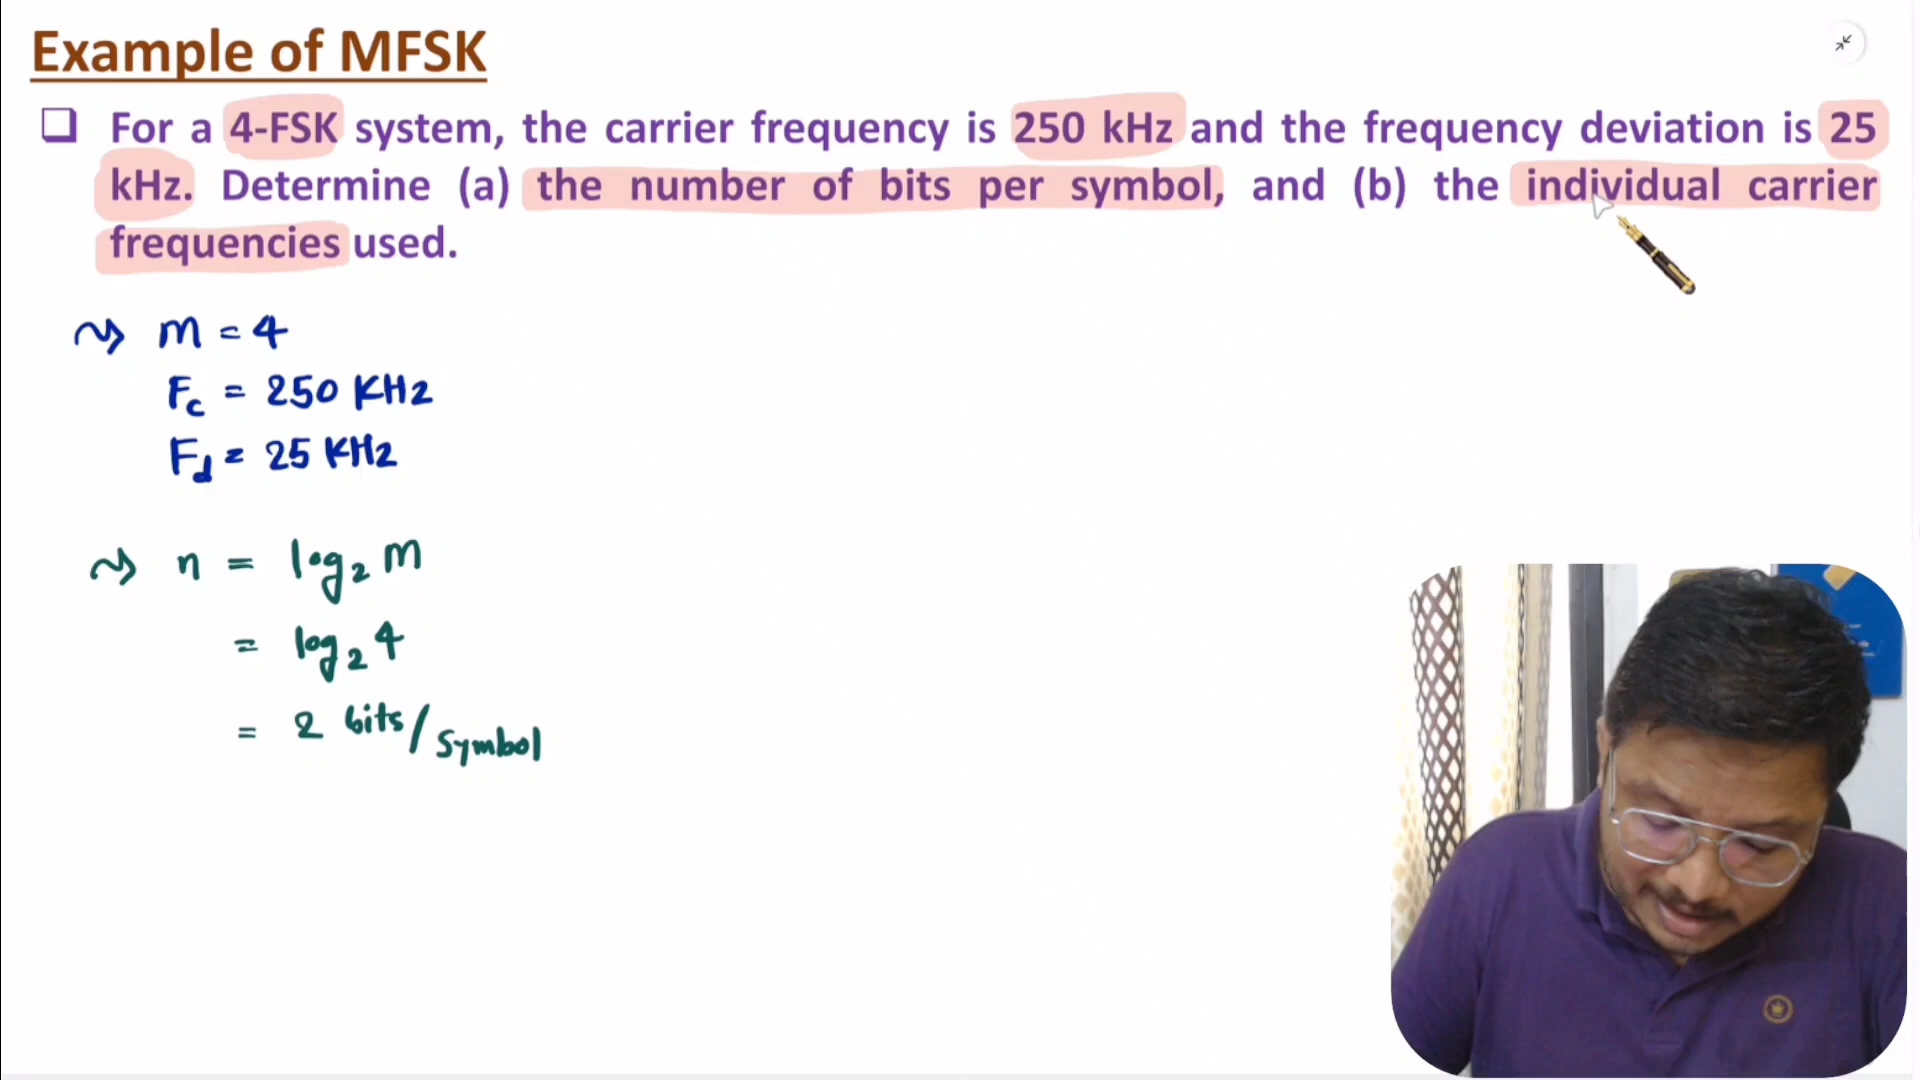 Example of MFSK
❑ For a 4-FSK system, the carrier frequency is 250 kHz and the frequency deviation is 25
kHz. Determine (a) the number of bits per symbol, and (b) the individual carrier
frequencies used.
m = 4
Fc = 250 KHz
Fd = 25 KHz
n = log₂ m
= log₂ 4
= 2 bits/symbol